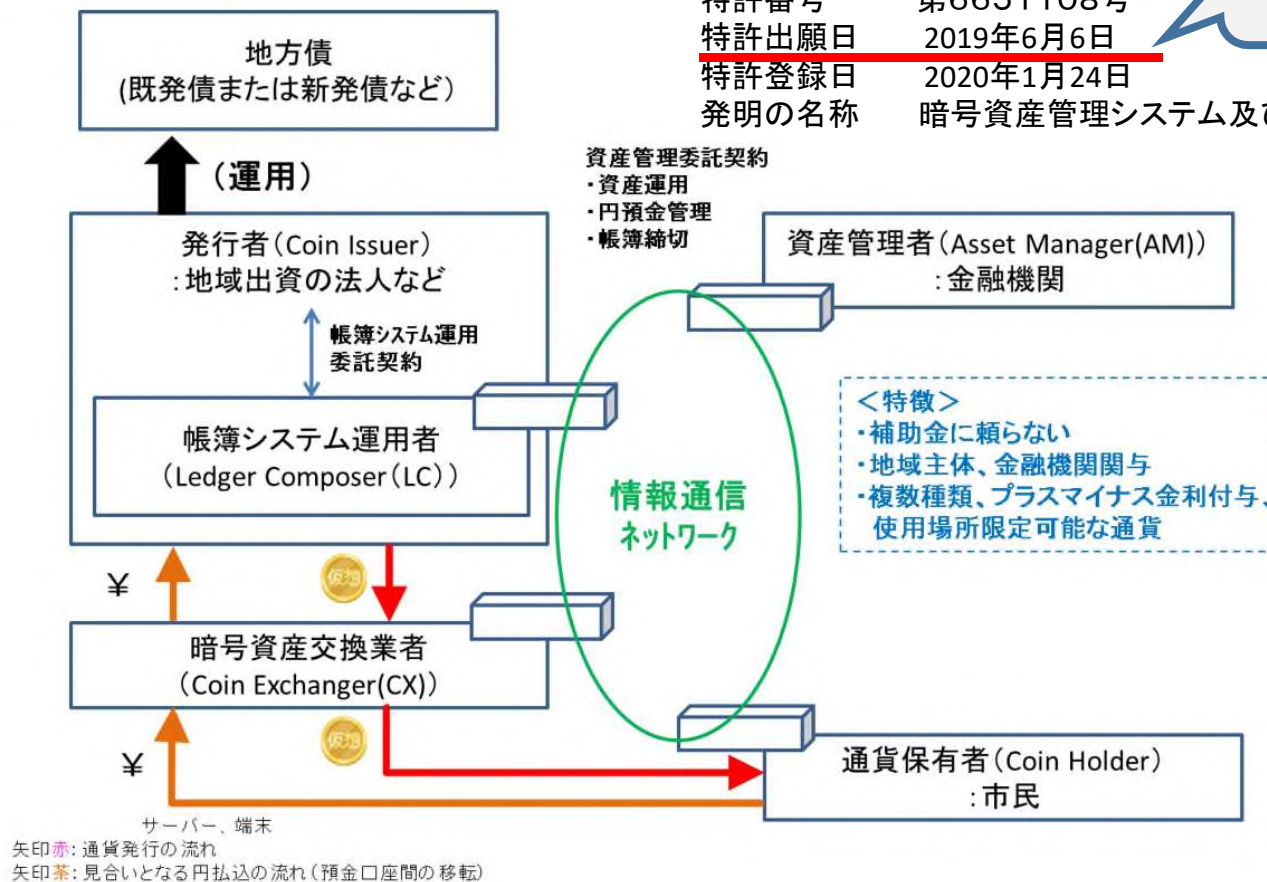 特許出願日 2019年6月6日
特許登録日 2020年1月24日
発明の名称 暗号資産管理システム及び
地方債
(既発債または新発債など)
(運用)
資産管理委託契約
・資産運用
・円預金管理
・帳簿締切
発行者(Coin Issuer)
:地域出資の法人など
資産管理者(Asset Manager(AM))
:金融機関
帳簿システム運用
委託契約
帳簿システム運用者
(Ledger Composer(LC))
<特徴>
・補助金に頼らない
・地域主体、金融機関関与
・複数種類、プラスマイナス金利付与、
使用場所限定可能な通貨
情報通信
ネットワーク
¥
仮想
暗号資産交換業者
(Coin Exchanger(CX))
¥
仮想
通貨保有者(Coin Holder)
:市民
サーバー、端末
矢印赤:通貨発行の流れ
矢印茶:見合いとなる円払込の流れ(預金口座間の移転)